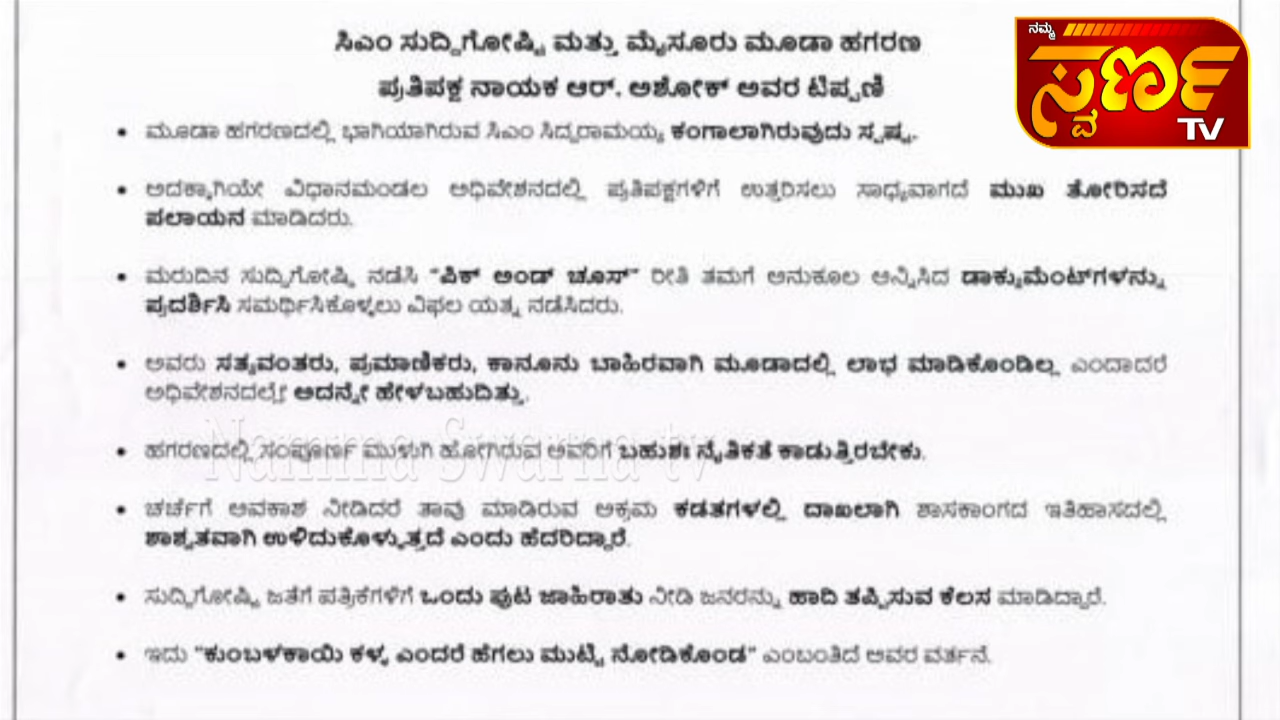 ನಮ್ಮ
ಸ್ವರ್ಣ
TV
ಸಿಎಂ ಸುದ್ದಿಗೋಷ್ಠಿ ಮತ್ತು ಮೈಸೂರು ಮೂಡಾ ಹಗರಣ
ಪ್ರತಿಪಕ್ಷ ನಾಯಕ ಆರ್. ಅಶೋಕ್ ಅವರ ಟಿಪ್ಪಣಿ
• ಮೂಡಾ ಹಗರಣದಲ್ಲಿ ಭಾಗಿಯಾಗಿರುವ ಸಿಎಂ ಸಿದ್ದರಾಮಯ್ಯ ಕಂಗಾಲಾಗಿರುವುದು ಸ್ಪಷ್ಟ.
• ಅದಕ್ಕಾಗಿಯೇ ವಿಧಾನಮಂಡಲ ಅಧಿವೇಶನದಲ್ಲಿ ಪ್ರತಿಪಕ್ಷಗಳಿಗೆ ಉತ್ತರಿಸಲು ಸಾಧ್ಯವಾಗದೆ ಮುಖ ತೋರಿಸದೆ
ಪಲಾಯನ ಮಾಡಿದರು.
• ಮರುದಿನ ಸುದ್ದಿಗೋಷ್ಠಿ ನಡೆಸಿ "ಪಿಕ್ ಅಂಡ್ ಚೂಸ್" ರೀತಿ ತಮಗೆ ಅನುಕೂಲ ಅನ್ನಿಸಿದ ಡಾಕ್ಯುಮೆಂಟ್‌ಗಳನ್ನು
ಪ್ರದರ್ಶಿಸಿ ಸಮರ್ಥಿಸಿಕೊಳ್ಳಲು ವಿಫಲ ಯತ್ನ ನಡೆಸಿದರು.
• ಅವರು ಸತ್ಯವಂತರು, ಪ್ರಮಾಣಿಕರು, ಕಾನೂನು ಬಾಹಿರವಾಗಿ ಮೂಡಾದಲ್ಲಿ ಲಾಭ ಮಾಡಿಕೊಂಡಿಲ್ಲ ಎಂದಾದರೆ
ಅಧಿವೇಶನದಲ್ಲೇ ಅದನ್ನೇ ಹೇಳಬಹುದಿತ್ತು.
• ಹಗರಣದಲ್ಲಿ ಸಂಪೂರ್ಣ ಮುಳುಗಿ ಹೋಗಿರುವ ಅವರಿಗೆ ಬಹುಶಃ ನೈತಿಕತೆ ಕಾಡುತ್ತಿರಬೇಕು.
Namma Swarna tv
• ಚರ್ಚೆಗೆ ಅವಕಾಶ ನೀಡಿದರೆ ತಾವು ಮಾಡಿರುವ ಅಕ್ರಮ ಕಡತಗಳಲ್ಲಿ ದಾಖಲಾಗಿ ಶಾಸಕಾಂಗದ ಇತಿಹಾಸದಲ್ಲಿ
ಶಾಶ್ವತವಾಗಿ ಉಳಿದುಕೊಳ್ಳುತ್ತದೆ ಎಂದು ಹೆದರಿದ್ದಾರೆ.
• ಸುದ್ದಿಗೋಷ್ಠಿ ಜತೆಗೆ ಪತ್ರಿಕೆಗಳಿಗೆ ಒಂದು ಪುಟ ಜಾಹಿರಾತು ನೀಡಿ ಜನರನ್ನು ಹಾದಿ ತಪ್ಪಿಸುವ ಕೆಲಸ ಮಾಡಿದ್ದಾರೆ.
• ಇದು "ಕುಂಬಳಕಾಯಿ ಕಳ್ಳ ಎಂದರೆ ಹೆಗಲು ಮುಟ್ಟಿ ನೋಡಿಕೊಂಡ" ಎಂಬಂತಿದೆ ಅವರ ವರ್ತನೆ.